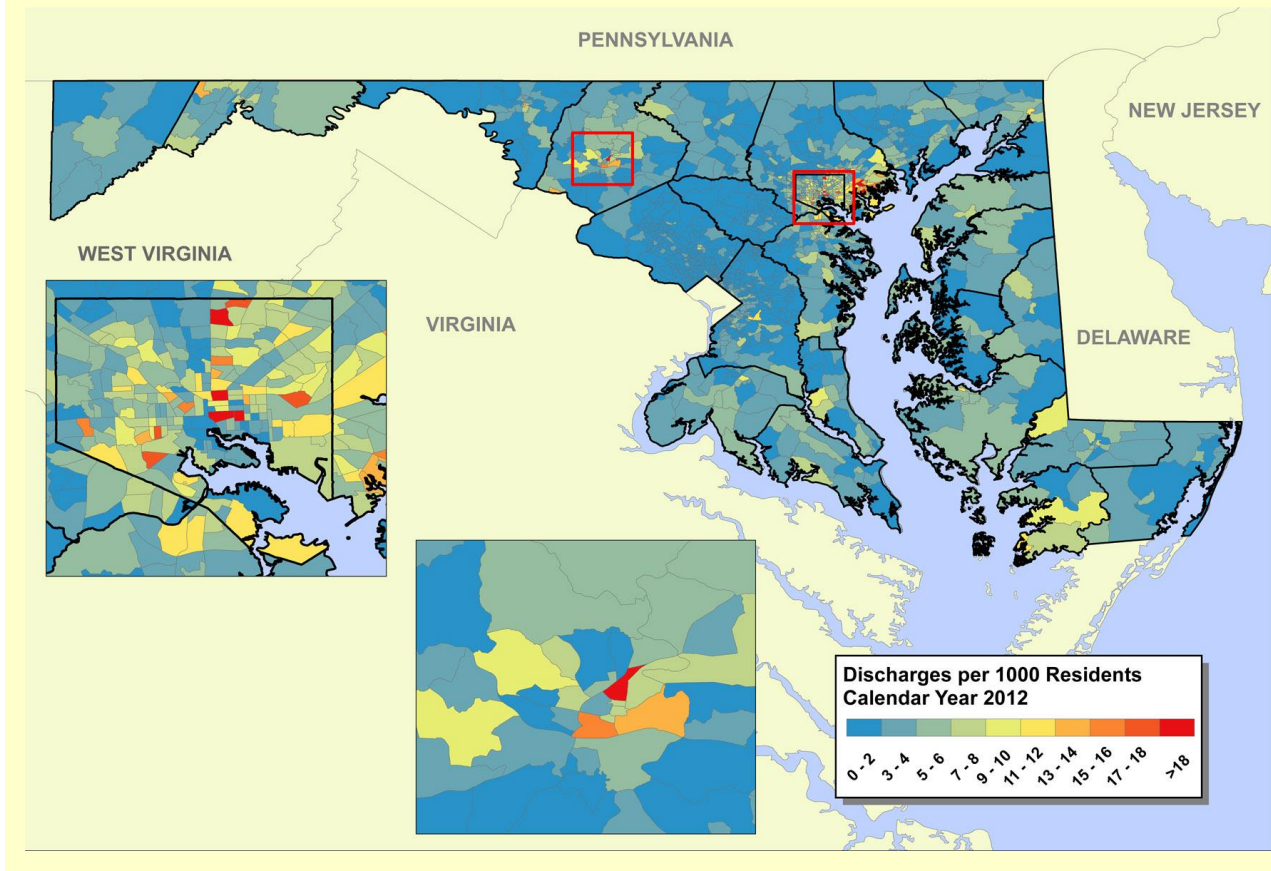 PENNSYLVANIA
NEW JERSEY
WEST VIRGINIA
VIRGINIA
DELAWARE
Discharges per 1000 Residents
Calendar Year 2012
0 - 2
3 - 4
5 - 6
7 - 8
9 - 10
11 - 12
13 - 14
15 - 16
17 - 18
>18